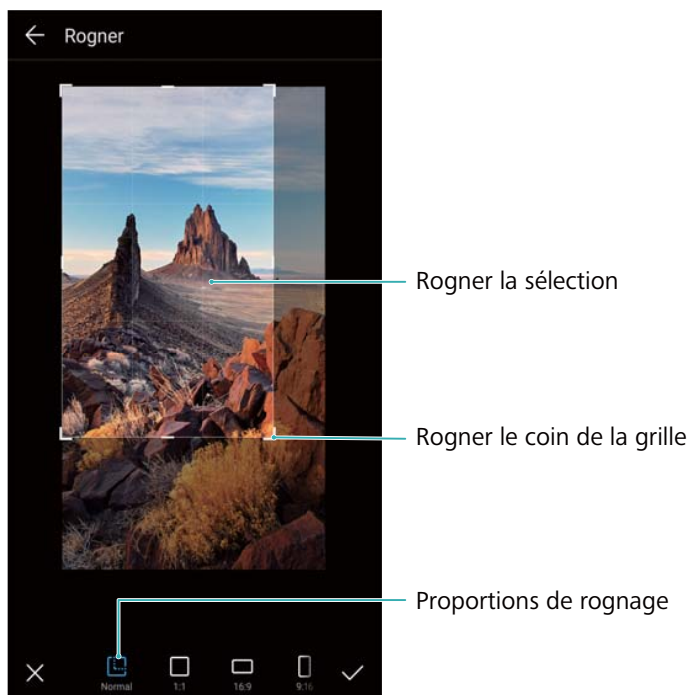 Rogner
Rogner la sélection
Rogner le coin de la grille
Proportions de rognage
Normal
1:1
16:9
9:16